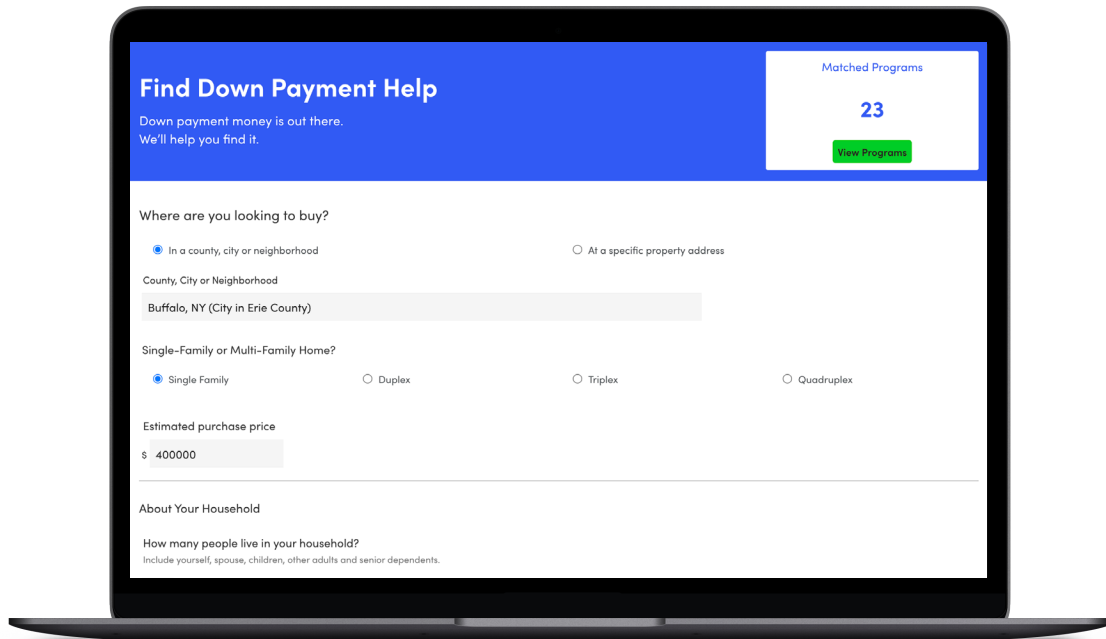 Find Down Payment Help
Down payment money is out there.
We'll help you find it.
Matched Programs
23
View Programs
Where are you looking to buy?
In a county, city or neighborhood
At a specific property address
County, City or Neighborhood
Buffalo, NY (City in Erie County)
Single-Family or Multi-Family Home?
Single Family
Duplex
Triplex
Quadruplex
Estimated purchase price
$ 400000
About Your Household
How many people live in your household?
Include yourself, spouse, children, other adults and senior dependents.